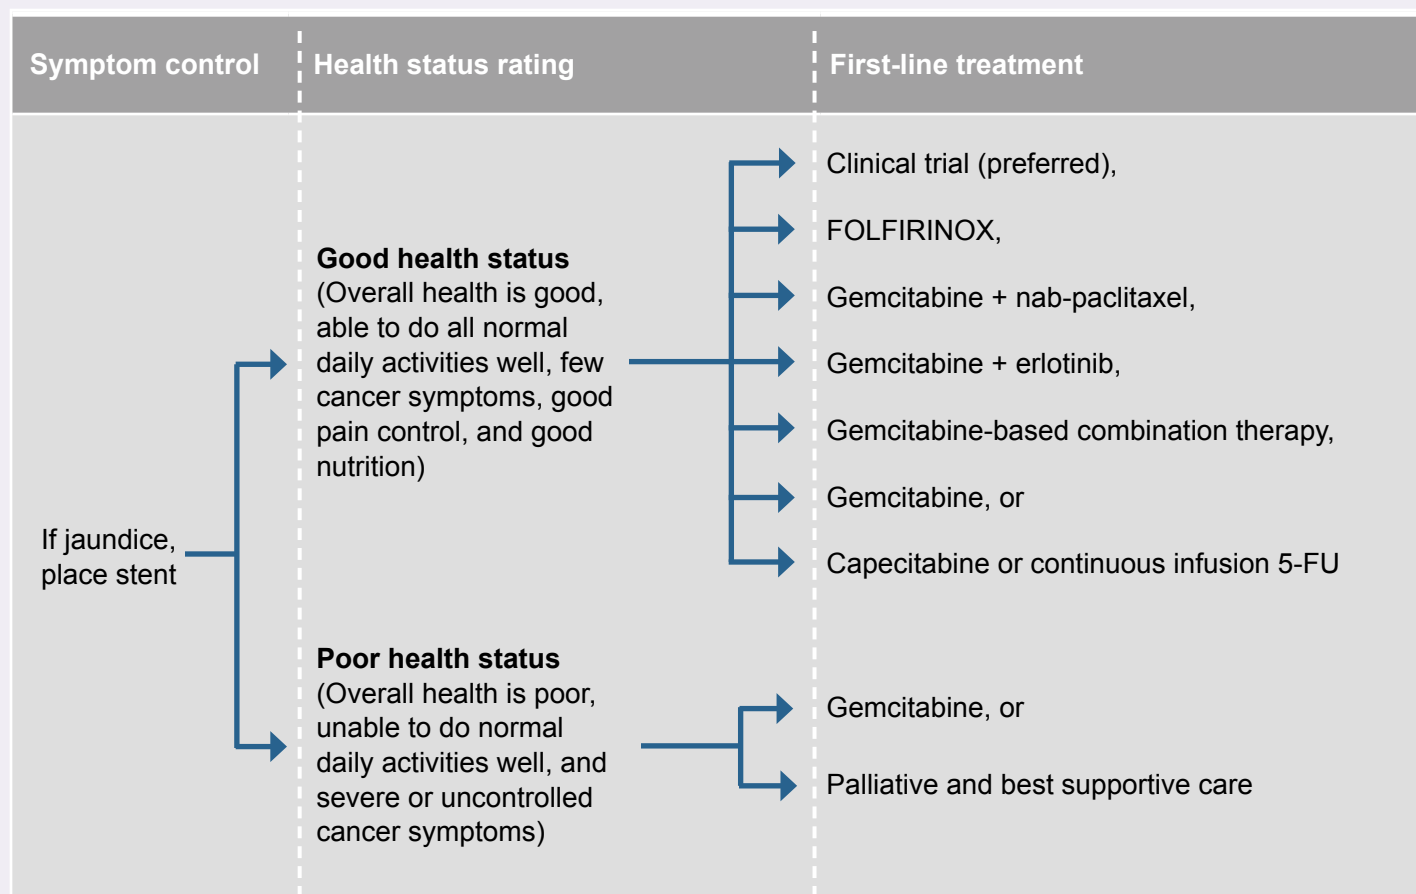 Symptom control
Health status rating
First-line treatment
If jaundice,
place stent
Good health status
(Overall health is good,
able to do all normal
daily activities well, few
cancer symptoms, good
pain control, and good
nutrition)
Clinical trial (preferred),
FOLFIRINOX,
Gemcitabine + nab-paclitaxel,
Gemcitabine + erlotinib,
Gemcitabine-based combination therapy,
Gemcitabine, or
Capecitabine or continuous infusion 5-FU
Poor health status
(Overall health is poor,
unable to do normal
daily activities well, and
severe or uncontrolled
cancer symptoms)
Gemcitabine, or
Palliative and best supportive care